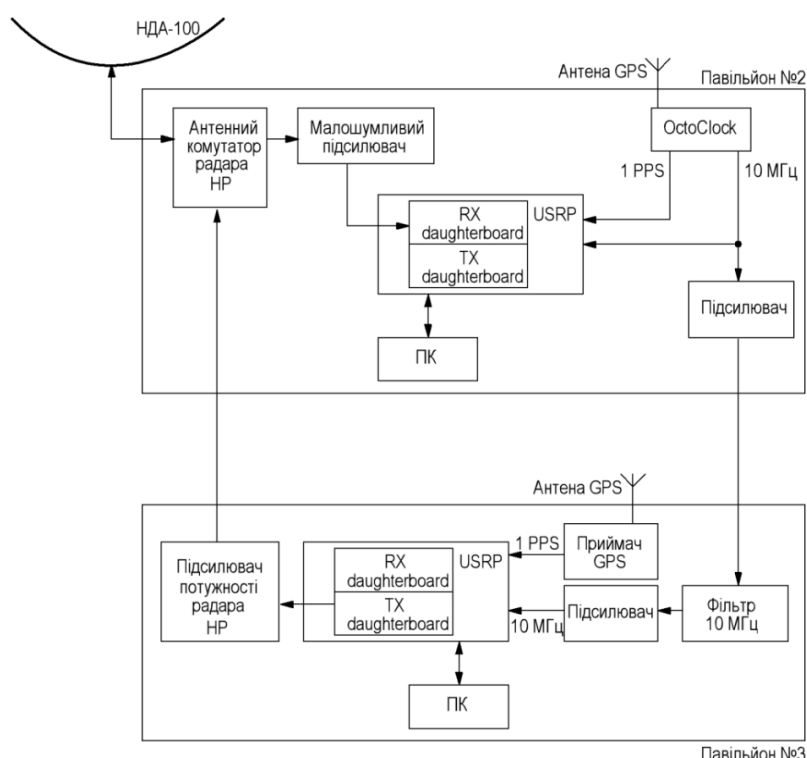 НДА-100
Антена GPS
Павільйон №2
Антенний
комутатор
радара
НР
Малошумливий
підсилювач
OctoClock
1 PPS
10 МГц
RX
daughterboard
USRP
TX
daughterboard
Підсилювач
ПК
Антена GPS
Підсилювач
потужності
радара
НР
RX
daughterboard
USRP
TX
daughterboard
1 PPS
Приймач
GPS
10 МГц
Підсилювач
Фільтр
10 МГц
ПК
Павільйон №3